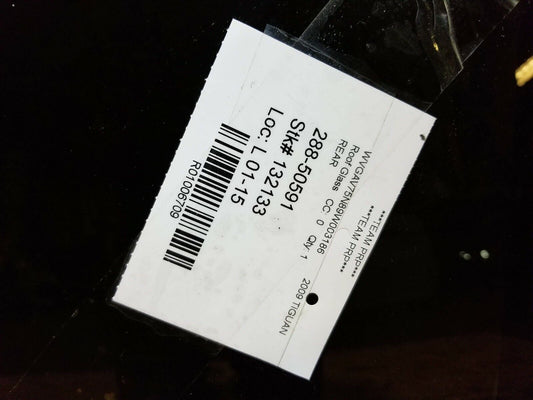 ***TEAM PRP***
***TEAM PRP***
WVGAV75N89W003186
Roof Glass CC: 0 Qty: 1 2009 TIGUAN
REAR
288-50591
Stk# 132133
Loc: L 01-15
R01006709